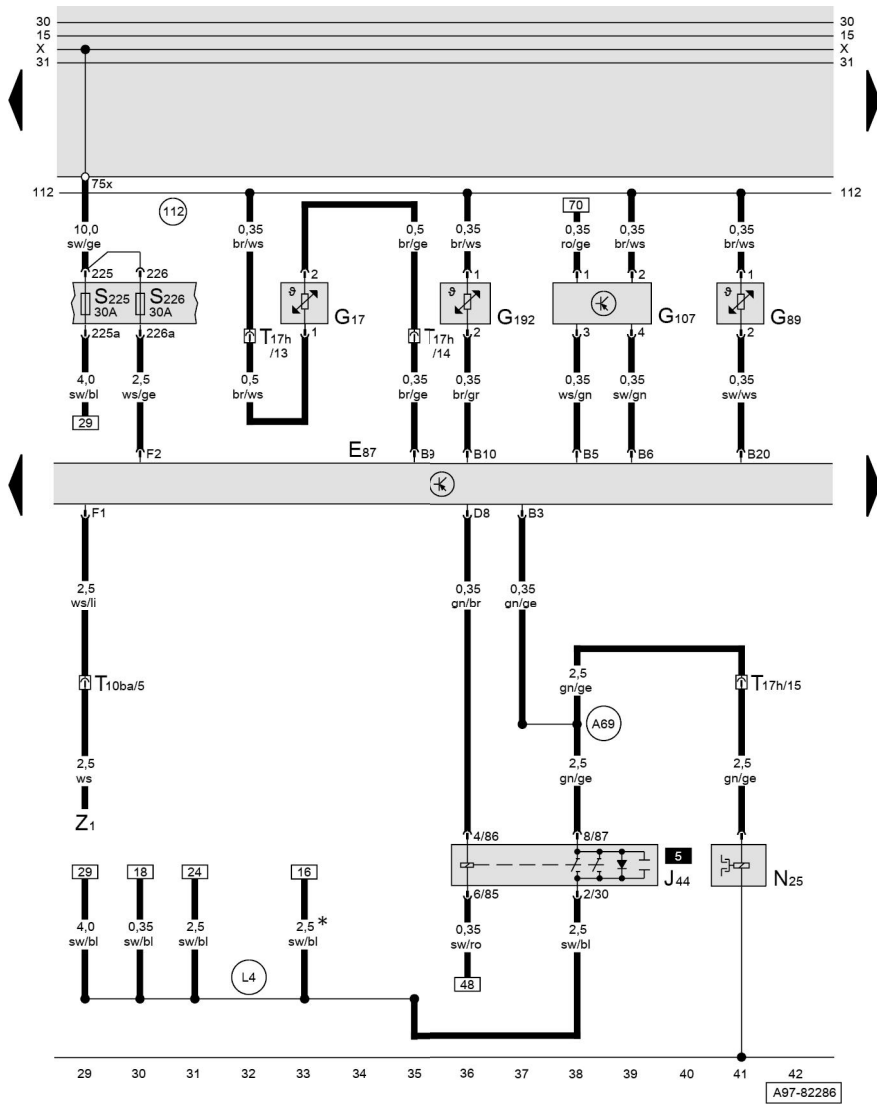 30 30
15 15
X X
31 31
75x
112 112
112
10,0 sw/ge
0,35 br/ws
0,5 br/ge
0,35 br/ws
70
0,35 ro/ge
0,35 br/ws
0,35 br/ws
225 226
2 1 1 2 1
S225 30A
S226 30A
G17
G192
G107
G89
225a 226a
T17h/13
1
T17h/14
2 3 4 2
4,0 sw/bl
2,5 ws/ge
0,5 br/ws
0,35 br/ge
0,35 br/gr
0,35 ws/gn
0,35 sw/gn
0,35 sw/ws
29
F2
E87
B9 B10 B5 B6 B20
F1 D8 B3
2,5 ws/li
0,35 gn/br
0,35 gn/ge
2,5 gn/ge
T10ba/5
T17h/15
A69
2,5 ws
2,5 gn/ge
2,5 gn/ge
Z1
4/86 8/87
5
J44
N25
29 18 24 16
6/85 2/30
4,0 sw/bl
0,35 sw/bl
2,5 sw/bl
2,5 * sw/bl
0,35 sw/ro
2,5 sw/bl
L4
48
29 30 31 32 33 34 35 36 37 38 39 40 41 42
A97-82286